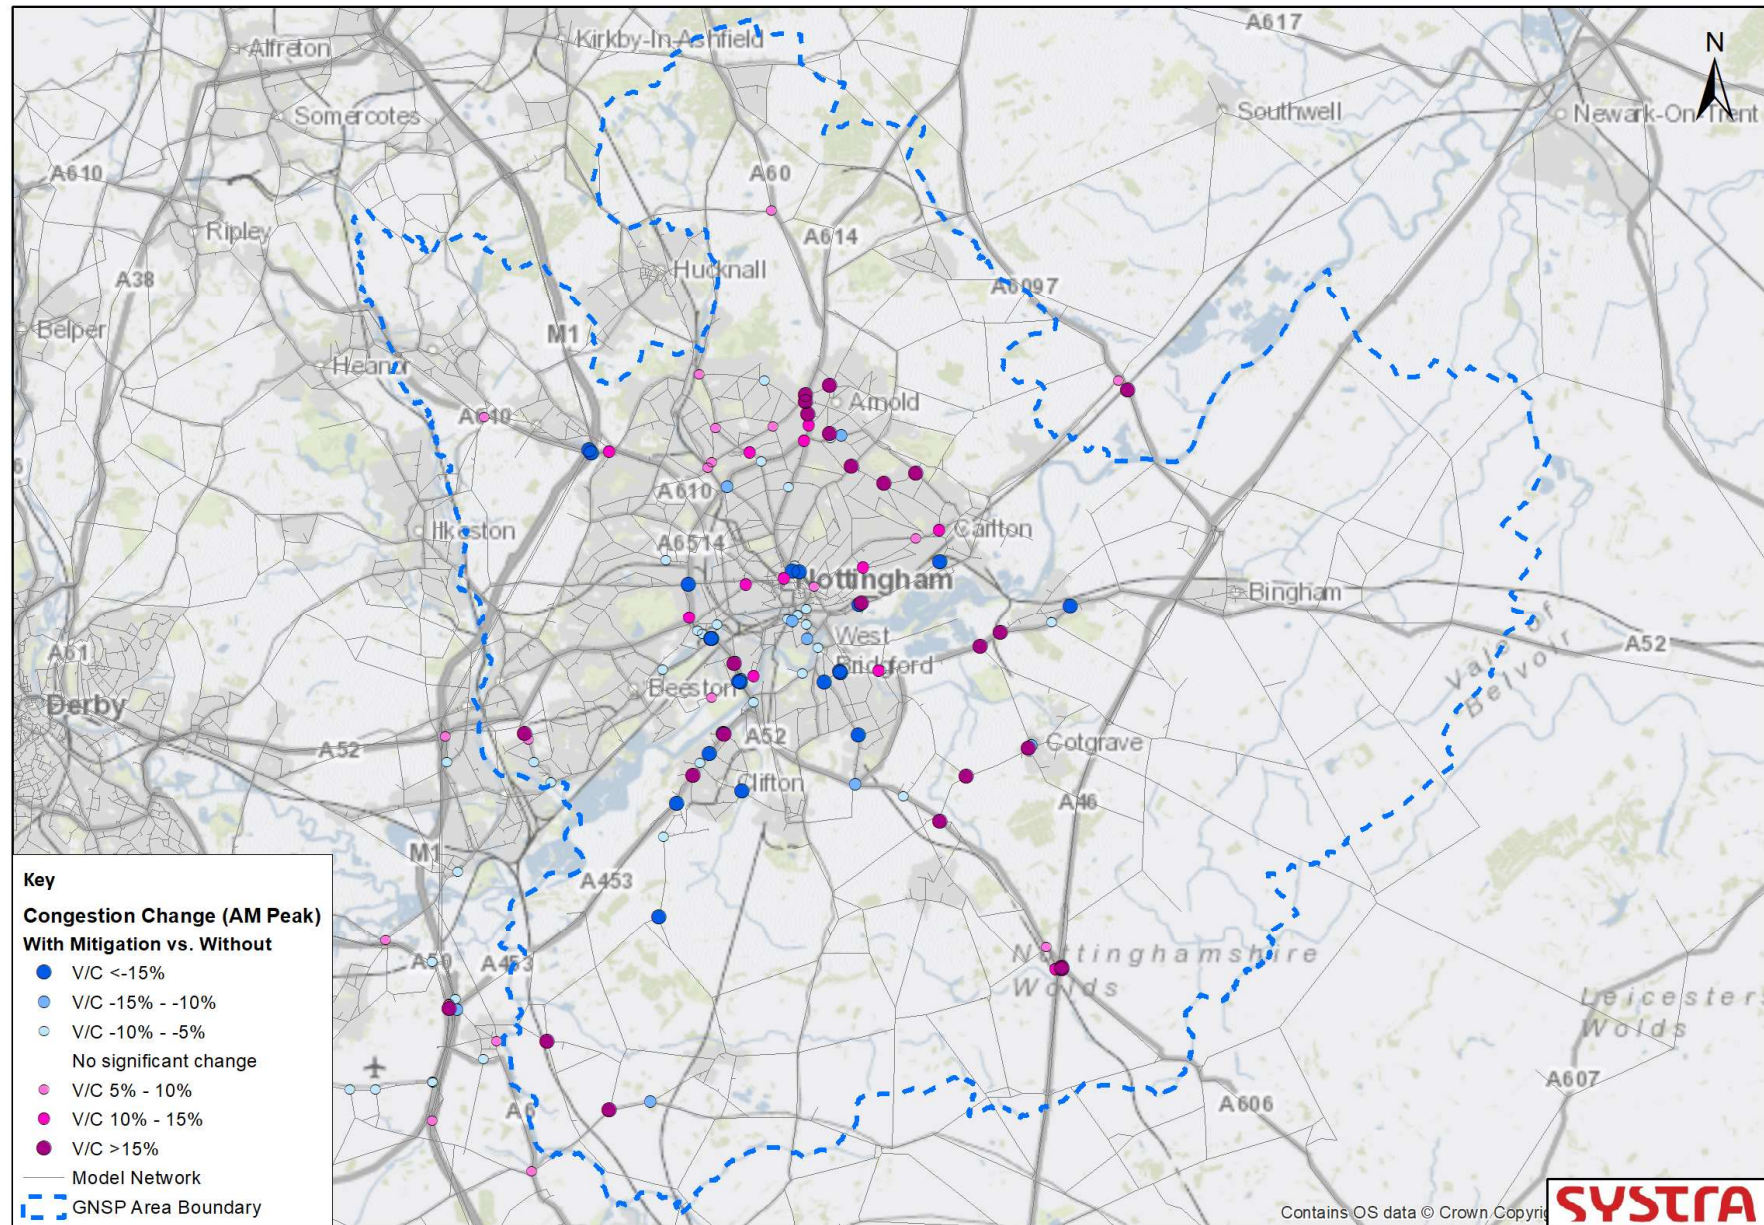 A617
N
Alfreton
Kirkby-In-Ashfield
Somercotes
Southwell
Newark-On-Trent
A610
A60
Ripley
A614
Hucknall
A38
A6097
Belper
M1
Heanor
Arnold
A610
6
A610
Ilkeston
Carlton
A6514
Nottingham
Bingham
West
Bridgford
A52
A61
Vale of
Belvoir
Beeston
Derby
A52
A52
Cotgrave
Clifton
A46
M1
A453
A50
A453
Nottinghamshire
Wolds
Leicester
Wolds
A607
A6
A606
Key
Congestion Change (AM Peak)
With Mitigation vs. Without
V/C <-15%
V/C -15% - -10%
V/C -10% - -5%
No significant change
V/C 5% - 10%
V/C 10% - 15%
V/C >15%
Model Network
GNSP Area Boundary
Contains OS data © Crown Copyrig
SYSTRA